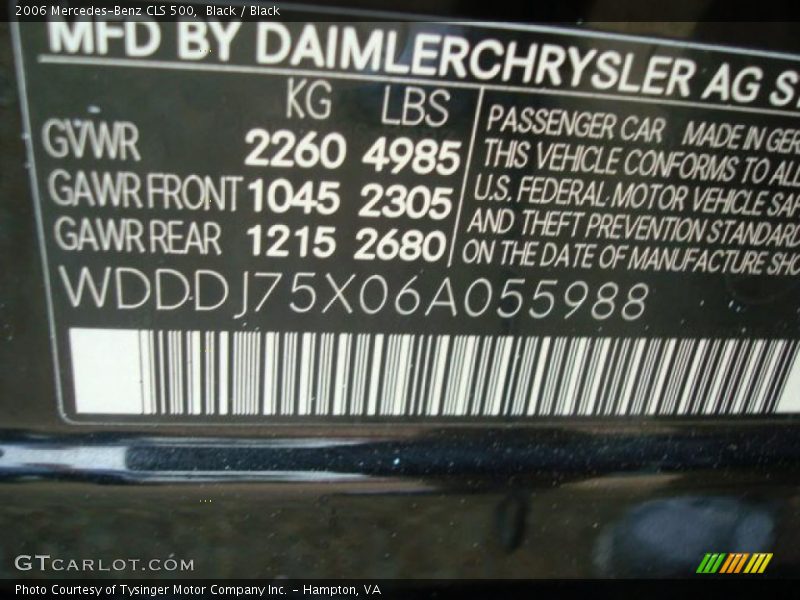 2006 Mercedes-Benz CLS 500, Black / Black
MFD BY DAIMLERCHRYSLER AG
KG LBS
GVWR 2260 4985
GAWR FRONT 1045 2305
GAWR REAR 1215 2680
PASSENGER CAR MADE IN
THIS VEHICLE CONFORMS TO
U.S. FEDERAL MOTOR VEHICLE
AND THEFT PREVENTION
ON THE DATE OF MANUFACTURE
WDDDJ75X06A055988
GTCARLOT.COM
Photo Courtesy of Tysinger Motor Company Inc. - Hampton, VA